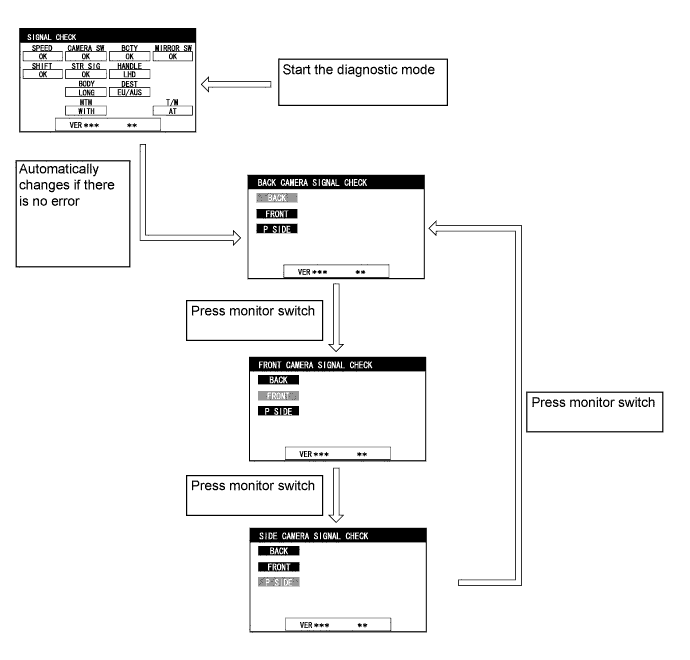 SIGNAL CHECK
SPEED CAMERA SW BCTY MIRROR SW
OK OK OK OK
SHIFT STR SIG HANDLE
OK OK LHD
BODY DEST
LONG EU/AUS
MTM T/M
WITH AT
VER *** **
Start the diagnostic mode
Automatically
changes if there
is no error
BACK CAMERA SIGNAL CHECK
BACK
FRONT
P SIDE
VER *** **
Press monitor switch
FRONT CAMERA SIGNAL CHECK
BACK
FRONT
P SIDE
VER *** **
Press monitor switch
Press monitor switch
SIDE CAMERA SIGNAL CHECK
BACK
FRONT
P SIDE
VER *** **